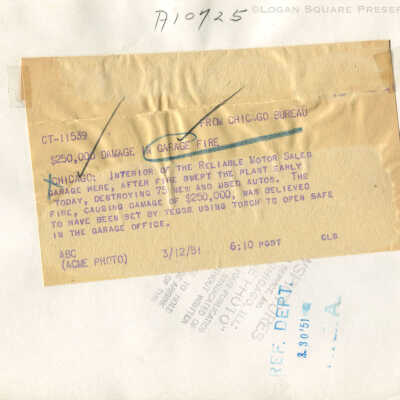 A10725
©LOGAN SQUARE PRESER
CT-11539
FROM CHICAGO BUREAU
$250,000 DAMAGE IN GARAGE FIRE
CHICAGO: INTERIOR OF THE RELIABLE MOTOR SALES
GARAGE HERE, AFTER FIRE SWEPT THE PLANT EARLY
TODAY, DESTROYING 75 NEW AND USED AUTOS. THE
FIRE, CAUSING DAMAGE OF $250,000, WAS BELIEVED
TO HAVE BEEN SET BY YEGGS USING TORCH TO OPEN SAFE
IN THE GARAGE OFFICE.
ABC 3/12/51 6:10 POST CLS
(ACME PHOTO)
REF. DEPT.
30'51